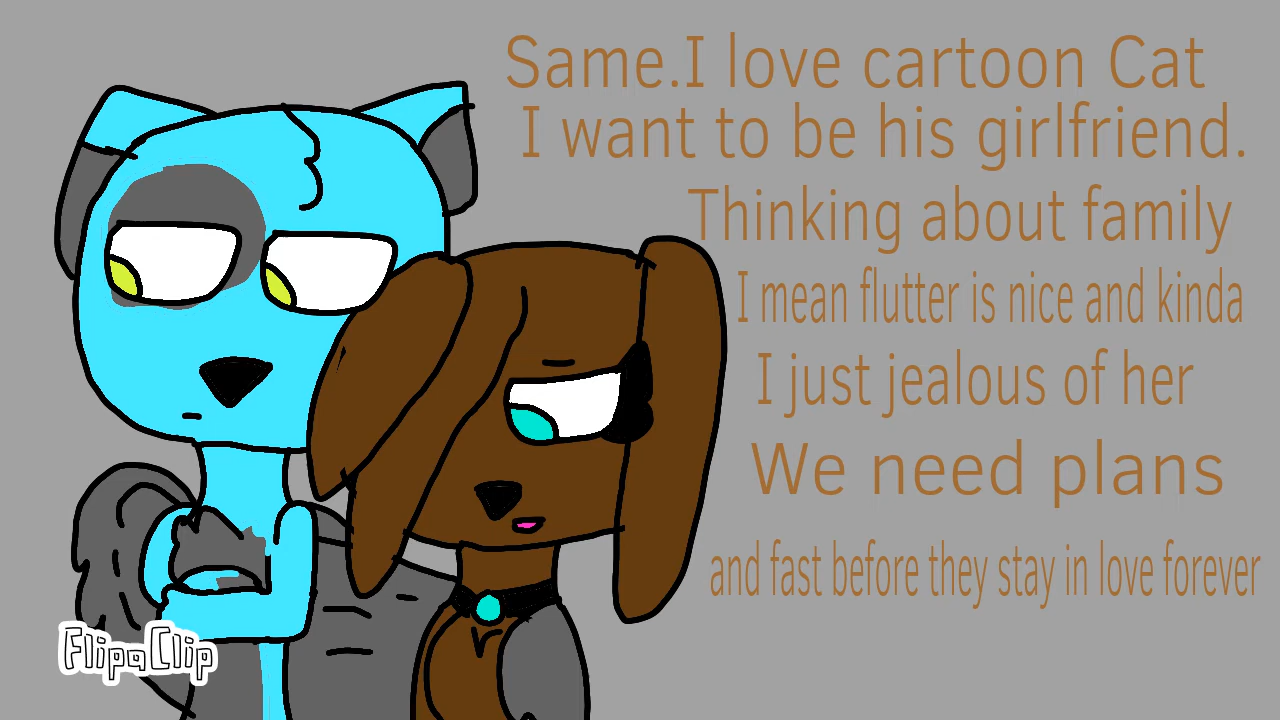 Same.I love cartoon Cat
I want to be his girlfriend.
Thinking about family
I mean flutter is nice and kinda
I just jealous of her
We need plans
and fast before they stay in love forever
FlipaClip